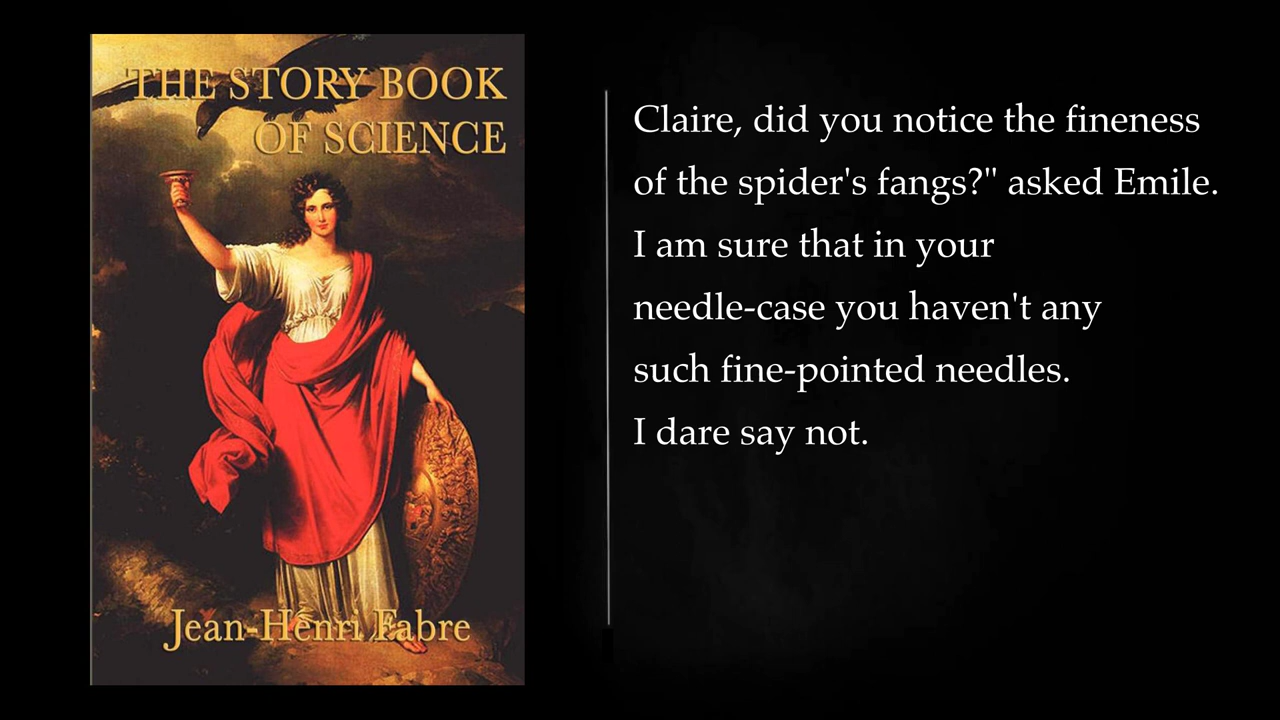 THE STORY BOOK
OF SCIENCE
Jean-Henri Fabre
Claire, did you notice the fineness
of the spider's fangs?" asked Emile.
I am sure that in your
needle-case you haven't any
such fine-pointed needles.
I dare say not.